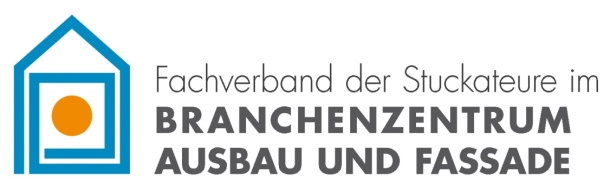 Fachverband der Stuckateure im
BRANCHENZENTRUM
AUSBAU UND FASSADE